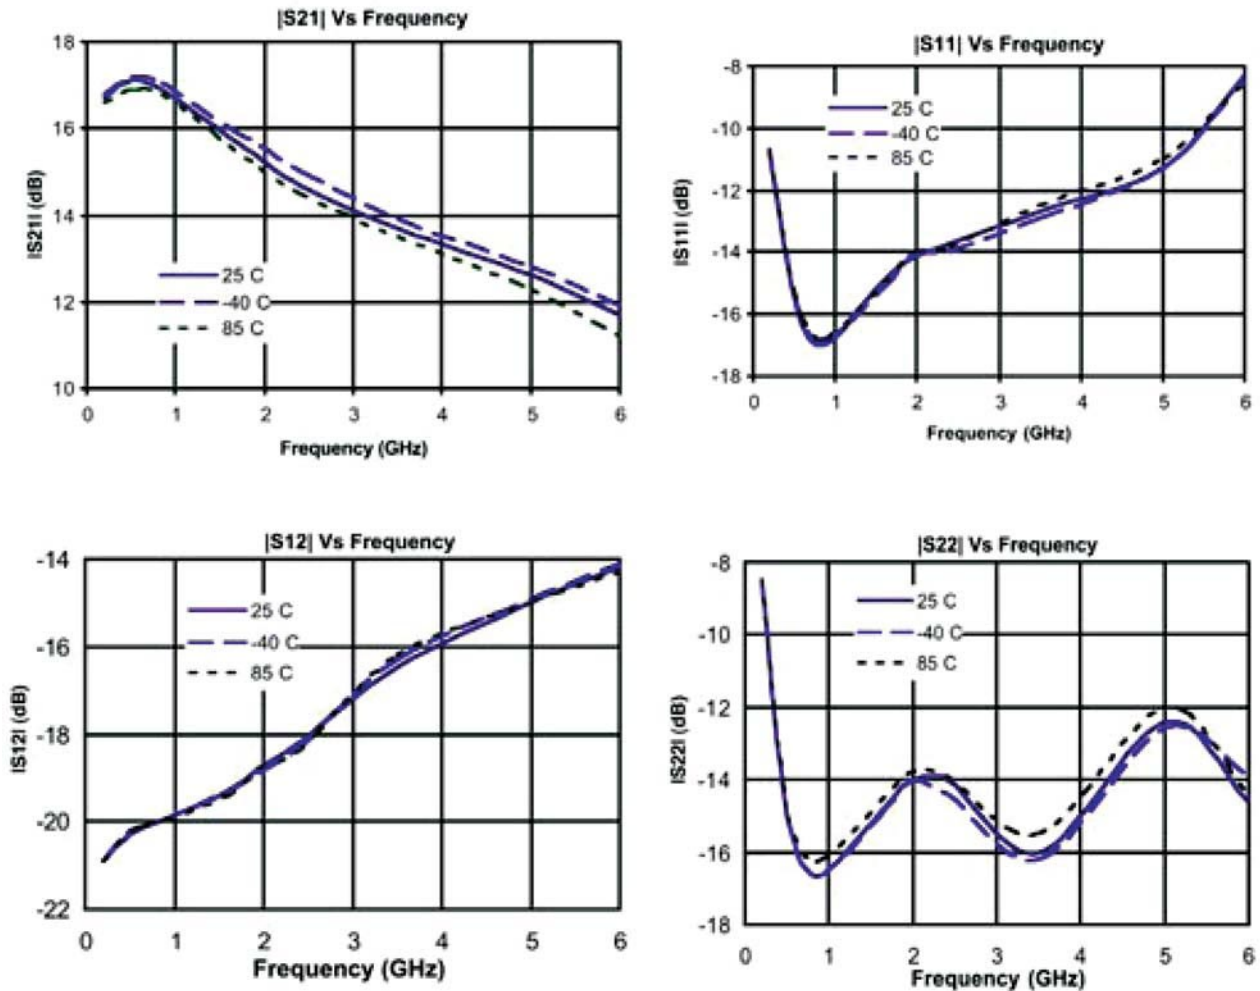 |S21| Vs Frequency
18
16
14
12
10
|S21| (dB)
25 C
-40 C
85 C
0 1 2 3 4 5 6
Frequency (GHz)
|S11| Vs Frequency
-8
-10
-12
-14
-16
-18
|S11| (dB)
25 C
-40 C
85 C
0 1 2 3 4 5 6
Frequency (GHz)
|S12| Vs Frequency
-14
-16
-18
-20
-22
|S12| (dB)
25 C
-40 C
85 C
0 1 2 3 4 5 6
Frequency (GHz)
|S22| Vs Frequency
-8
-10
-12
-14
-16
-18
|S22| (dB)
25 C
-40 C
85 C
0 1 2 3 4 5 6
Frequency (GHz)